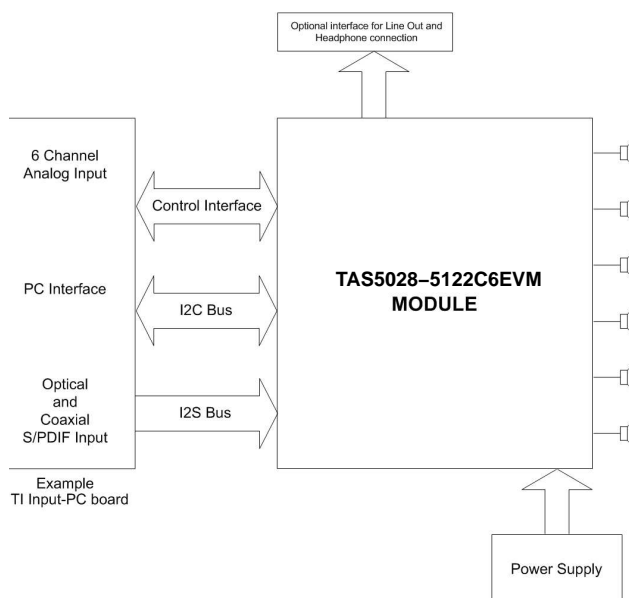 Optional interface for Line Out and
Headphone connection
6 Channel
Analog Input
Control Interface
PC Interface
I2C Bus
TAS5028–5122C6EVM
MODULE
Optical
and
Coaxial
S/PDIF Input
I2S Bus
Example
TI Input-PC board
Power Supply